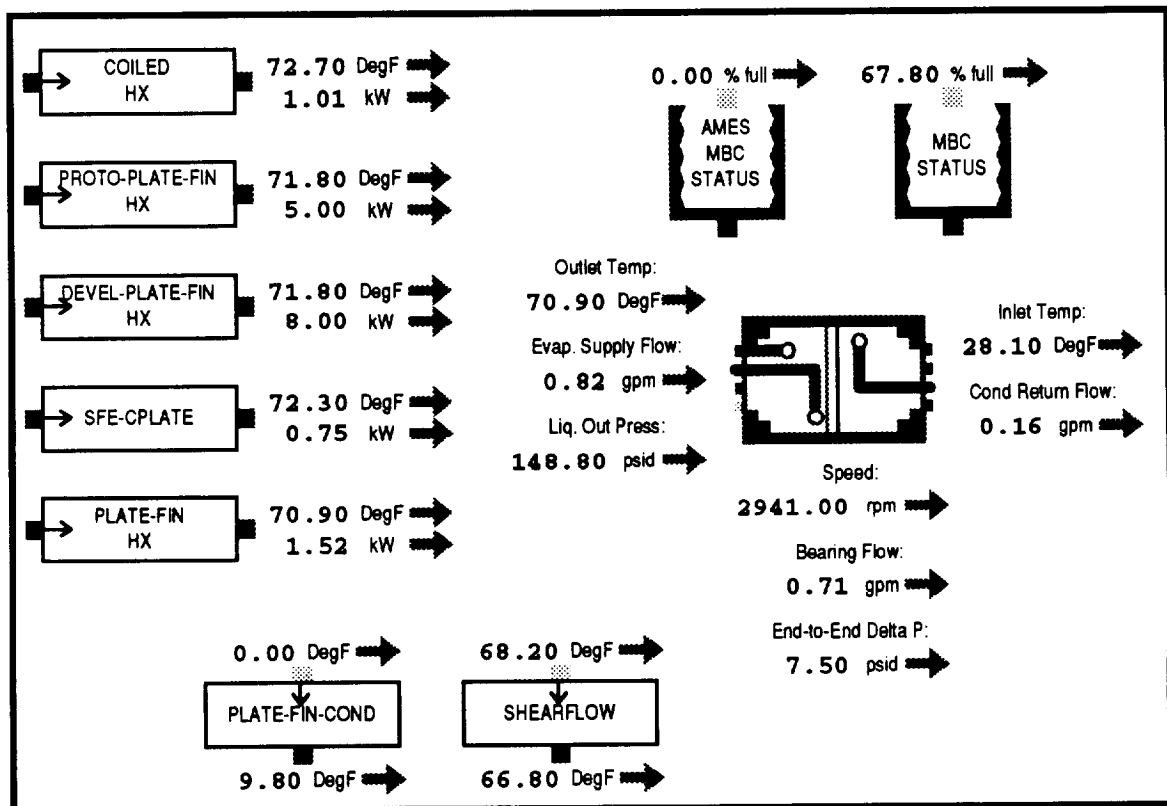 COILED
HX
72.70 DegF
1.01 kW
PROTO-PLATE-FIN
HX
71.80 DegF
5.00 kW
DEVEL-PLATE-FIN
HX
71.80 DegF
8.00 kW
SFE-CPLATE
72.30 DegF
0.75 kW
PLATE-FIN
HX
70.90 DegF
1.52 kW
0.00 % full
AMES
MBC
STATUS
67.80 % full
MBC
STATUS
Outlet Temp:
70.90 DegF
Evap. Supply Flow:
0.82 gpm
Liq. Out Press:
148.80 psid
Inlet Temp:
28.10 DegF
Cond Return Flow:
0.16 gpm
Speed:
2941.00 rpm
Bearing Flow:
0.71 gpm
End-to-End Delta P:
7.50 psid
0.00 DegF
PLATE-FIN-COND
9.80 DegF
68.20 DegF
SHEARFLOW
66.80 DegF